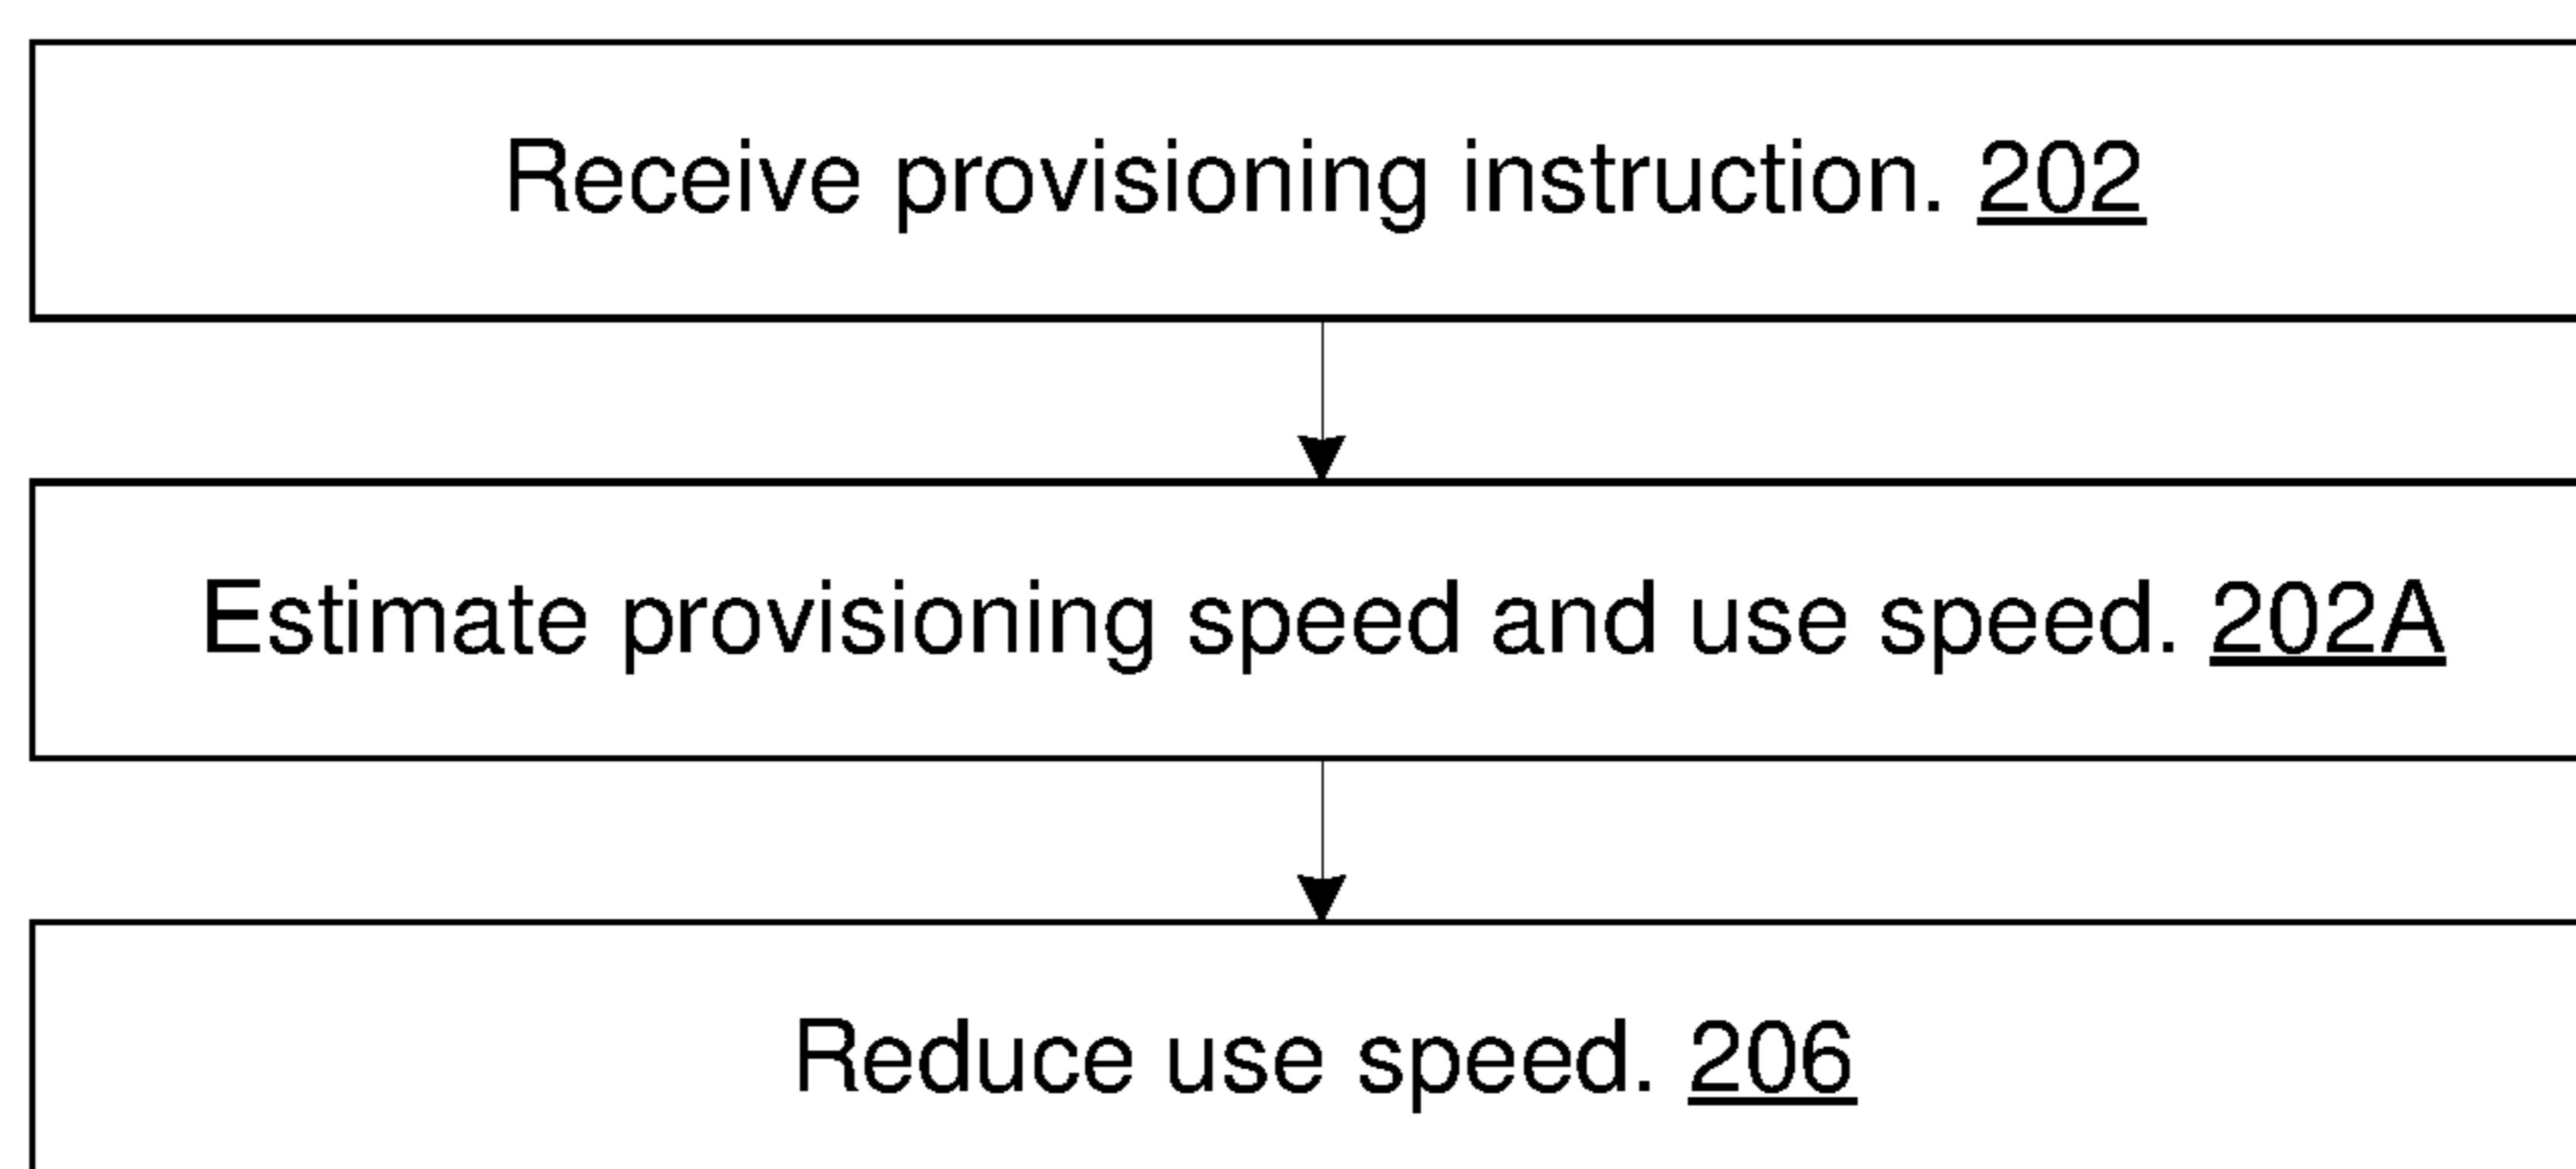 Receive provisioning instruction. 202
Estimate provisioning speed and use speed. 202A
Reduce use speed. 206